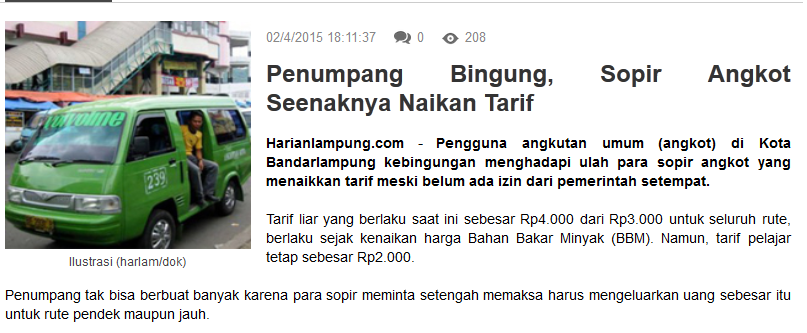 02/4/2015 18:11:37 0 208
Penumpang Bingung, Sopir Angkot
Seenaknya Naikan Tarif
Harianlampung.com - Pengguna angkutan umum (angkot) di Kota
Bandarlampung kebingungan menghadapi ulah para sopir angkot yang
menaikkan tarif meski belum ada izin dari pemerintah setempat.
Tarif liar yang berlaku saat ini sebesar Rp4.000 dari Rp3.000 untuk seluruh rute,
berlaku sejak kenaikan harga Bahan Bakar Minyak (BBM). Namun, tarif pelajar
tetap sebesar Rp2.000.
239
Ilustrasi (harlam/dok)
Penumpang tak bisa berbuat banyak karena para sopir meminta setengah memaksa harus mengeluarkan uang sebesar itu
untuk rute pendek maupun jauh.